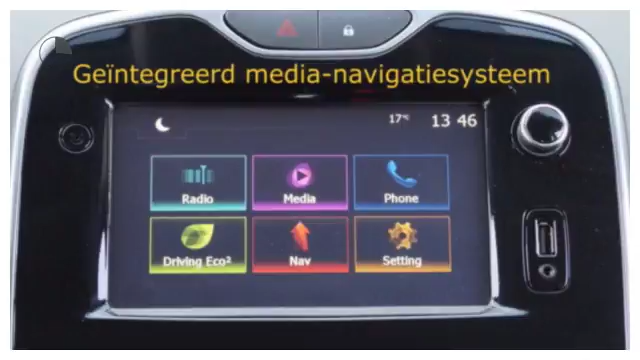 Geïntegreerd media-navigatiesysteem
17°C 13 46
Radio Media Phone
Driving Eco² Nav Setting